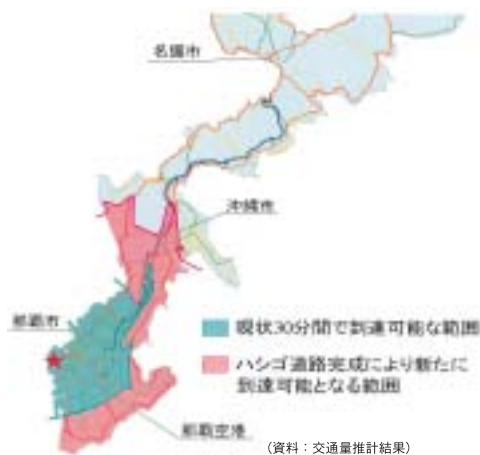 名護市
沖縄市
那覇市
現状30分間で到達可能な範囲
ハシゴ道路完成により新たに
到達可能となる範囲
那覇空港
(資料：交通量推計結果)